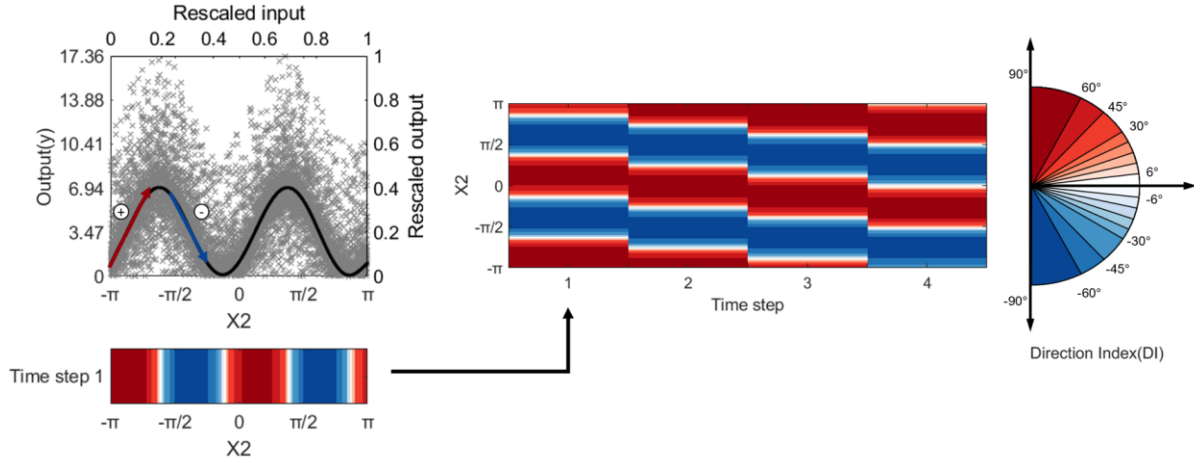 Rescaled input
0 0.2 0.4 0.6 0.8 1
17.36
13.88
10.41
6.94
3.47
0
Output(y)
+
-
1
0.8
0.6
0.4
0.2
0
Rescaled output
-π -π/2 0 π/2 π
X2
Time step 1
-π -π/2 0 π/2 π
X2
π
π/2
0
-π/2
-π
X2
1 2 3 4
Time step
90°
60°
45°
30°
6°
-6°
-30°
-45°
-60°
-90°
Direction Index(DI)